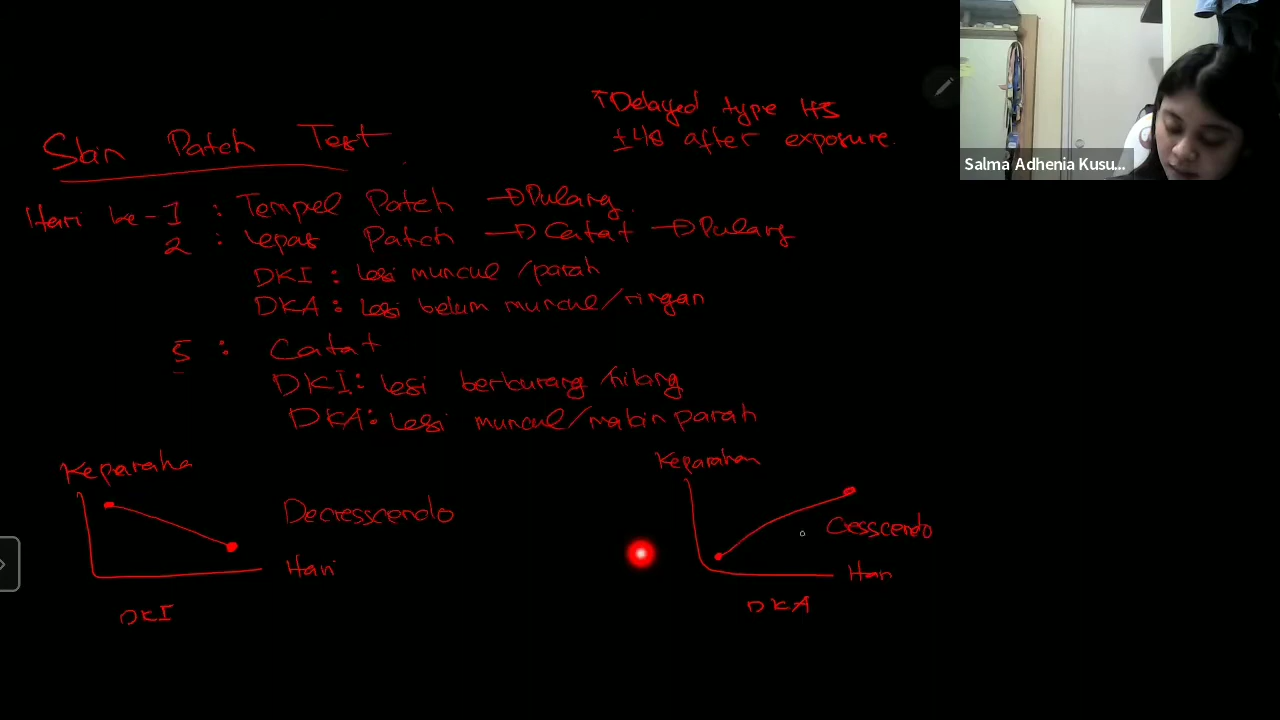 ↑Delayed type HS
±48 after exposure.
Skin Patch Test
Hari ke-1 : Tempel Patch → Pulang.
2 : Lepas Patch → Catat → Pulang
DKI : lesi muncul/parah
DKA : lesi belum muncul/ringan
5 : Catat
DKI: lesi berkurang/hilang
DKA: Lesi muncul/makin parah
Keparaha
Decresscendo
Hari
DKI
Keparahan
Cresscendo
Hari
DKA
Salma Adhenia Kusu...